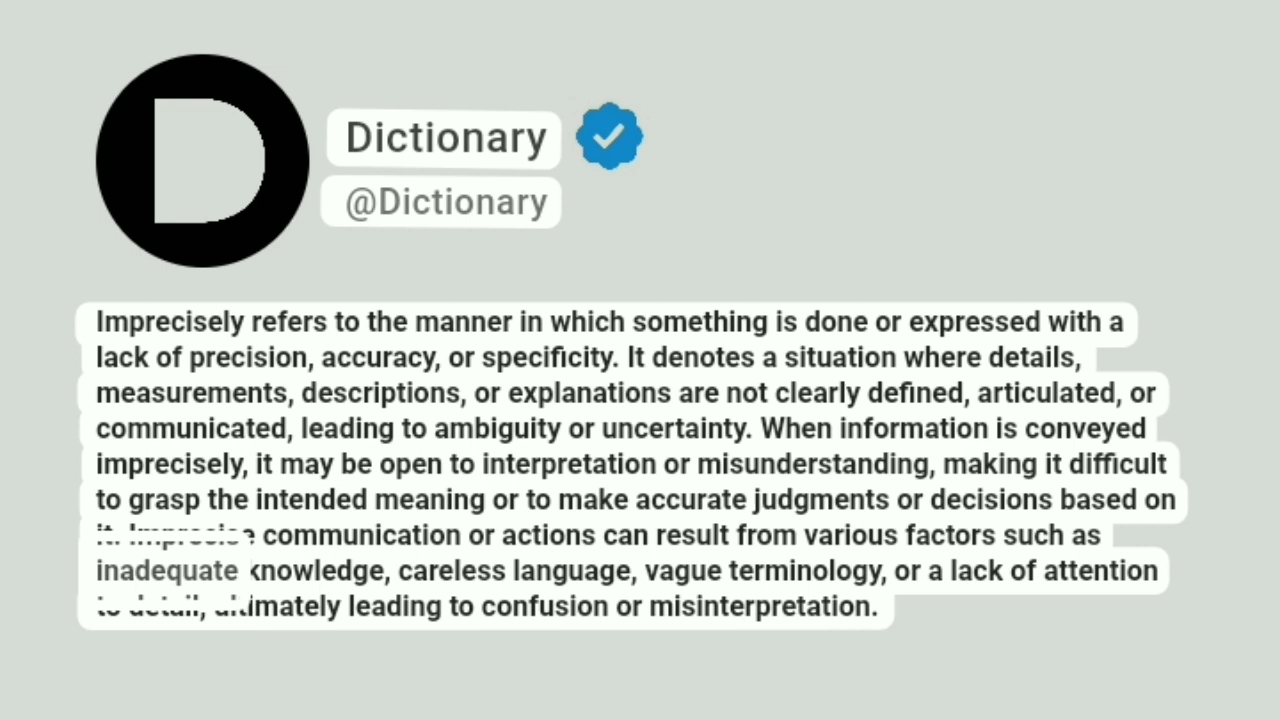 D
Dictionary
@Dictionary
Imprecisely refers to the manner in which something is done or expressed with a
lack of precision, accuracy, or specificity. It denotes a situation where details,
measurements, descriptions, or explanations are not clearly defined, articulated, or
communicated, leading to ambiguity or uncertainty. When information is conveyed
imprecisely, it may be open to interpretation or misunderstanding, making it difficult
to grasp the intended meaning or to make accurate judgments or decisions based on
it. Imprecise communication or actions can result from various factors such as
inadequate knowledge, careless language, vague terminology, or a lack of attention
to detail, ultimately leading to confusion or misinterpretation.